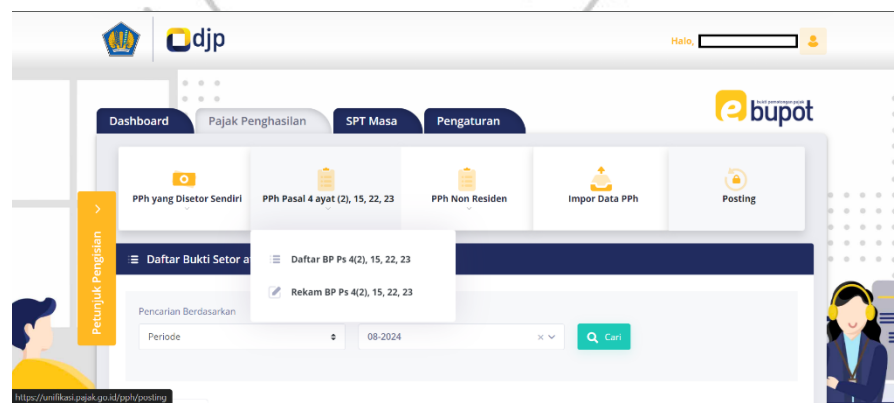 djp
Halo,
bukti pemotongan pajak
e bupot
Dashboard
Pajak Penghasilan
SPT Masa
Pengaturan
PPh yang Disetor Sendiri
PPh Pasal 4 ayat (2), 15, 22, 23
PPh Non Residen
Impor Data PPh
Posting
Petunjuk Pengisian
Daftar Bukti Setor a
Daftar BP Ps 4(2), 15, 22, 23
Rekam BP Ps 4(2), 15, 22, 23
Pencarian Berdasarkan
Periode
08-2024
Cari
https://unifikasi.pajak.go.id/pph/posting